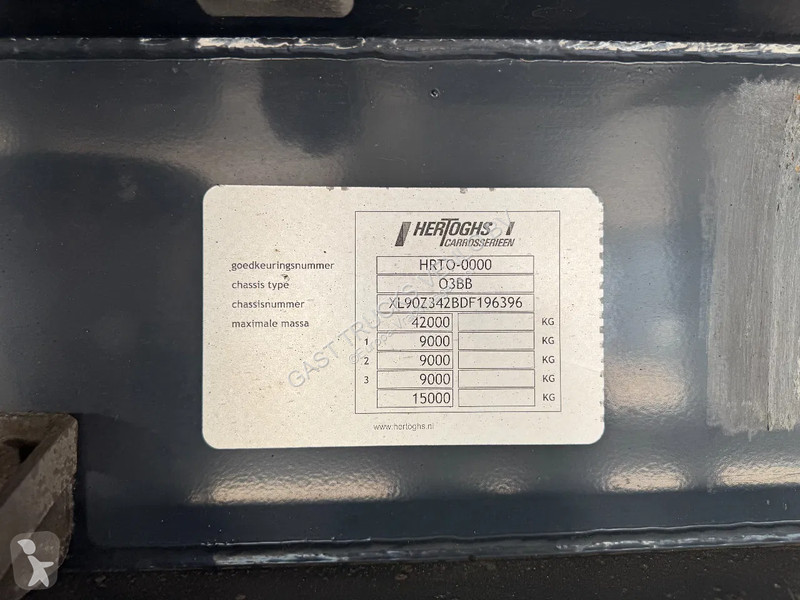 HERTOGHS
CARROSSERIEEN
goedkeuringsnummer HRTO-0000
chassis type O3BB
chassisnummer XL90Z342BDF196396
maximale massa 42000 KG
1 9000 KG
2 9000 KG
3 9000 KG
15000 KG
www.hertoghs.nl
GAST TRUCKS